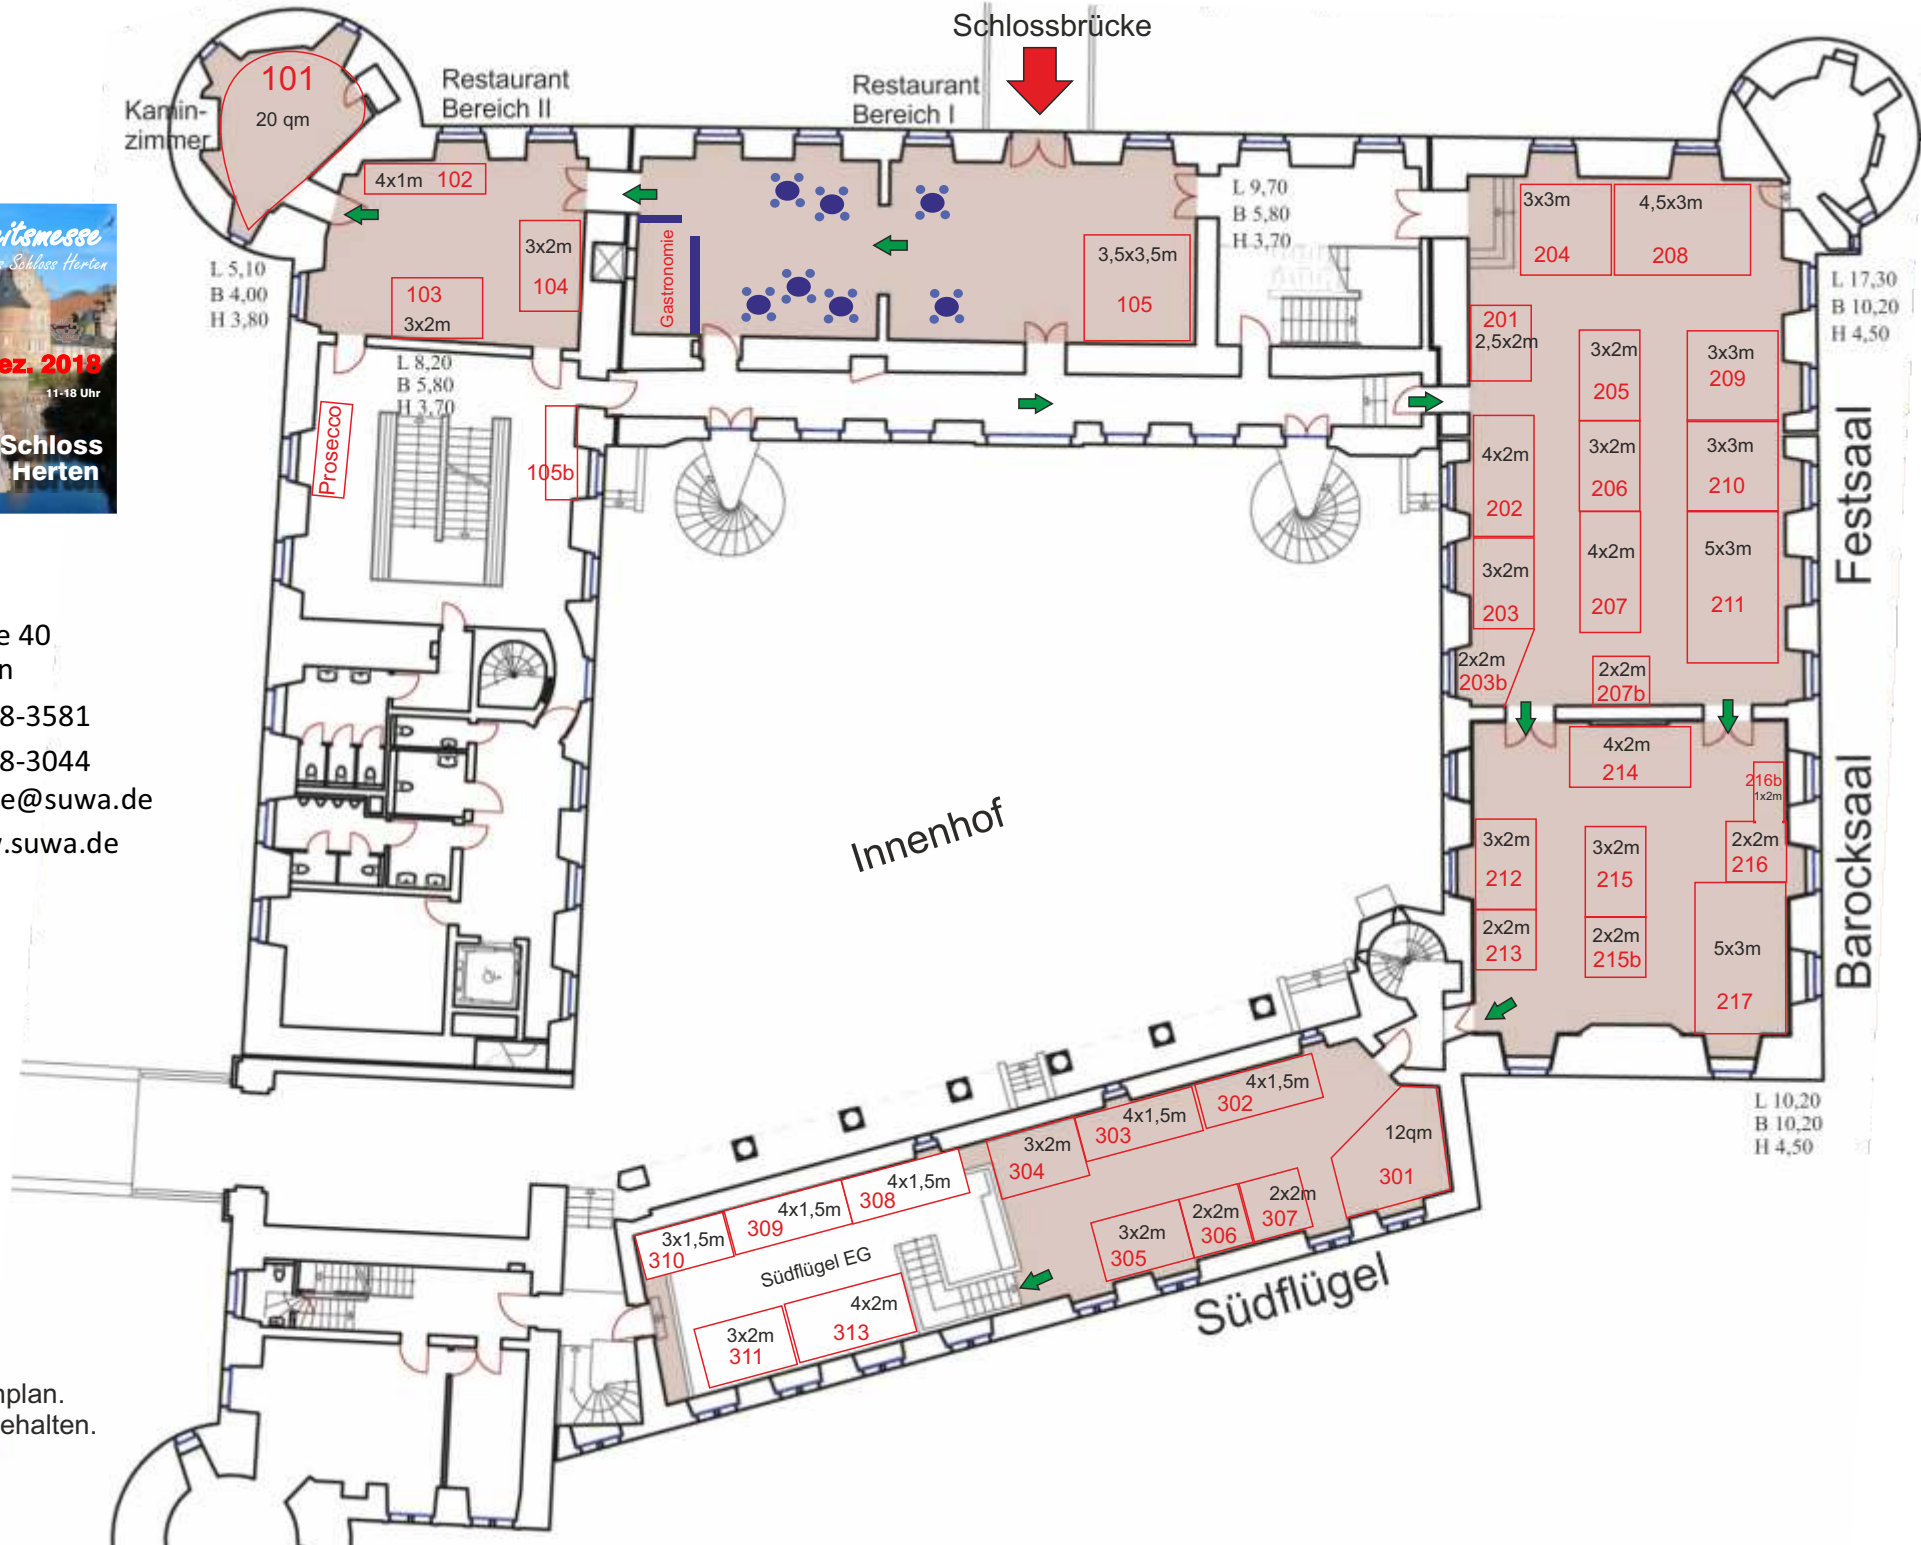 Schlossbrücke
101
20 qm
Kamin-
zimmer
Restaurant
Bereich II
Restaurant
Bereich I
4x1m 102
3x2m
104
103
3x2m
L 5,10
B 4,00
H 3,80
L 8,20
B 5,80
H 3,70
Gastronomie
3,5x3,5m
105
L 9,70
B 5,80
H 3,70
3x3m
204
4,5x3m
208
L 17,30
B 10,20
H 4,50
201
2,5x2m
3x2m
205
3x3m
209
4x2m
202
3x2m
206
3x3m
210
3x2m
203
4x2m
207
5x3m
211
2x2m
203b
2x2m
207b
Festsaal
Prosecco
105b
itsmesse
Schloss Herten
ez. 2018
11-18 Uhr
Schloss
Herten
e 40
n
8-3581
8-3044
e@suwa.de
.suwa.de
4x2m
214
216b
1x2m
2x2m
216
3x2m
212
3x2m
215
2x2m
213
2x2m
215b
5x3m
217
Barocksaal
L 10,20
B 10,20
H 4,50
Innenhof
4x1,5m
302
4x1,5m
303
3x2m
304
12qm
301
2x2m
307
2x2m
306
3x2m
305
4x1,5m
308
4x1,5m
309
3x1,5m
310
Südflügel EG
4x2m
313
3x2m
311
Südflügel
nplan.
ehalten.